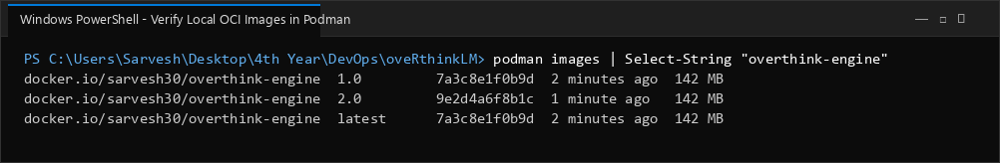 Windows PowerShell - Verify Local OCI Images in Podman
PS C:\Users\Sarvesh\Desktop\4th Year\DevOps\oveRthinkLM> podman images | Select-String "overthink-engine"
docker.io/sarvesh30/overthink-engine  1.0         7a3c8e1f0b9d  2 minutes ago  142 MB
docker.io/sarvesh30/overthink-engine  2.0         9e2d4a6f8b1c  1 minute ago   142 MB
docker.io/sarvesh30/overthink-engine  latest      7a3c8e1f0b9d  2 minutes ago  142 MB